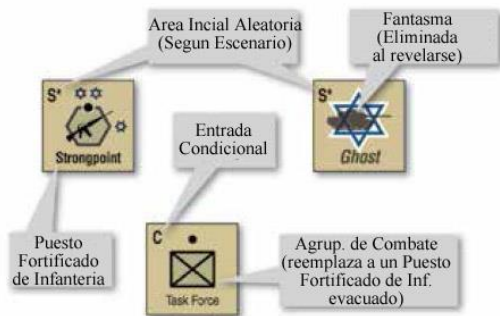 Area Incial Aleatoria
(Segun Escenario)
Fantasma
(Eliminada
al revelarse)
S*
Strongpoint
S*
Ghost
Entrada
Condicional
Puesto
Fortificado
de Infanteria
C
Task Force
Agrup. de Combate
(reemplaza a un Puesto
Fortificado de Inf.
evacuado)